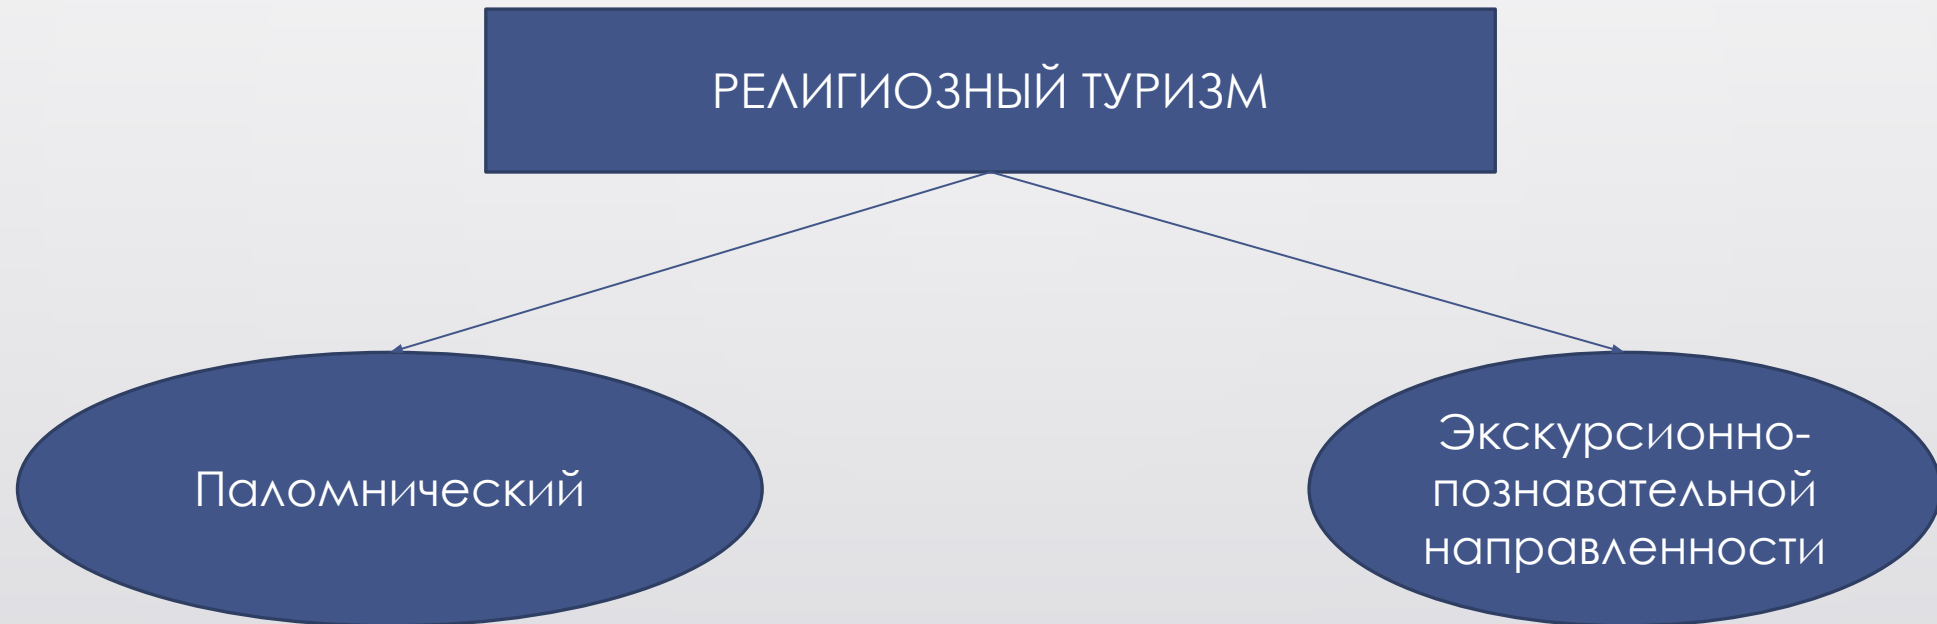 РЕЛИГИОЗНЫЙ ТУРИЗМ
Паломнический
Экскурсионно-
познавательной
направленности